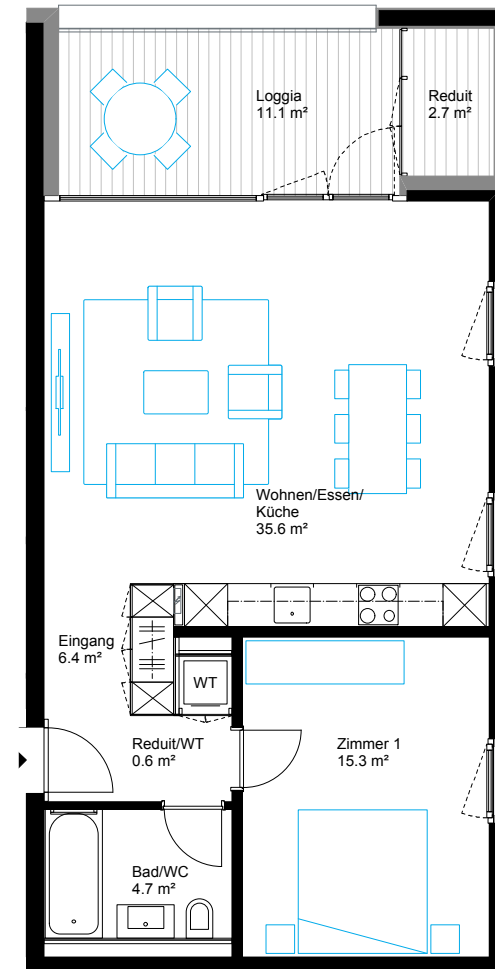 Loggia
11.1 m²
Reduit
2.7 m²
Wohnen/Essen/
Küche
35.6 m²
Eingang
6.4 m²
WT
Reduit/WT
0.6 m²
Zimmer 1
15.3 m²
Bad/WC
4.7 m²